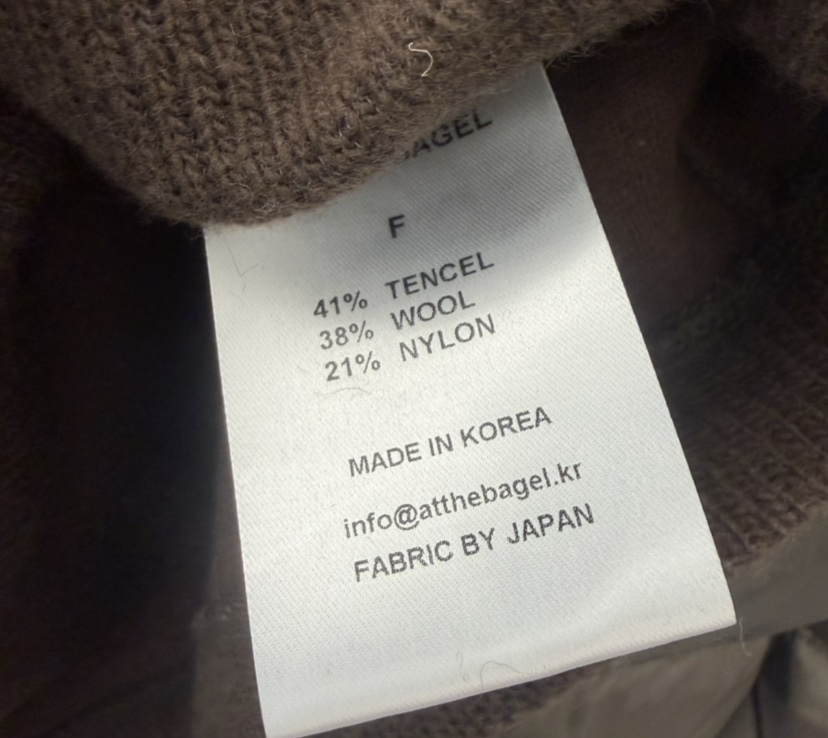 BAGEL
F
41% TENCEL
38% WOOL
21% NYLON
MADE IN KOREA
info@atthebagel.kr
FABRIC BY JAPAN